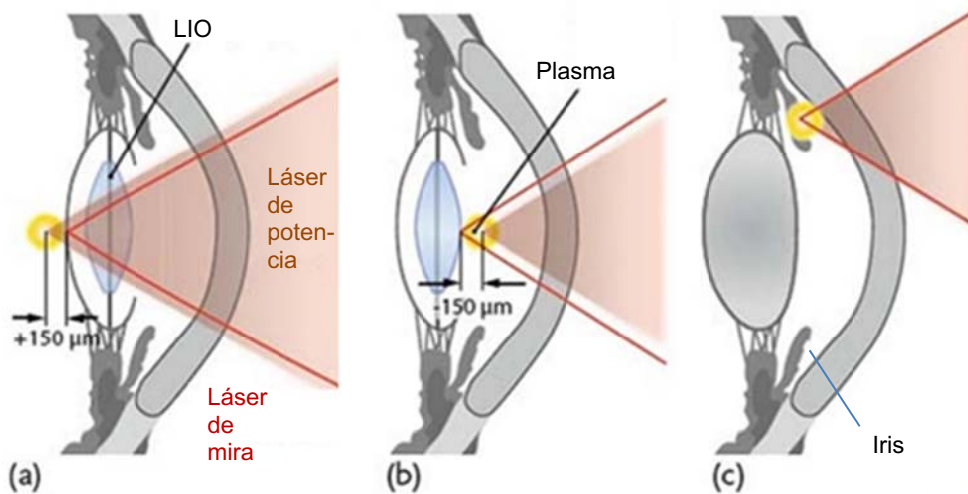 LIO
Láser
de
poten-
cia
+150 µm
Láser
de
mira
(a)
Plasma
-150 µm
(b)
Iris
(c)